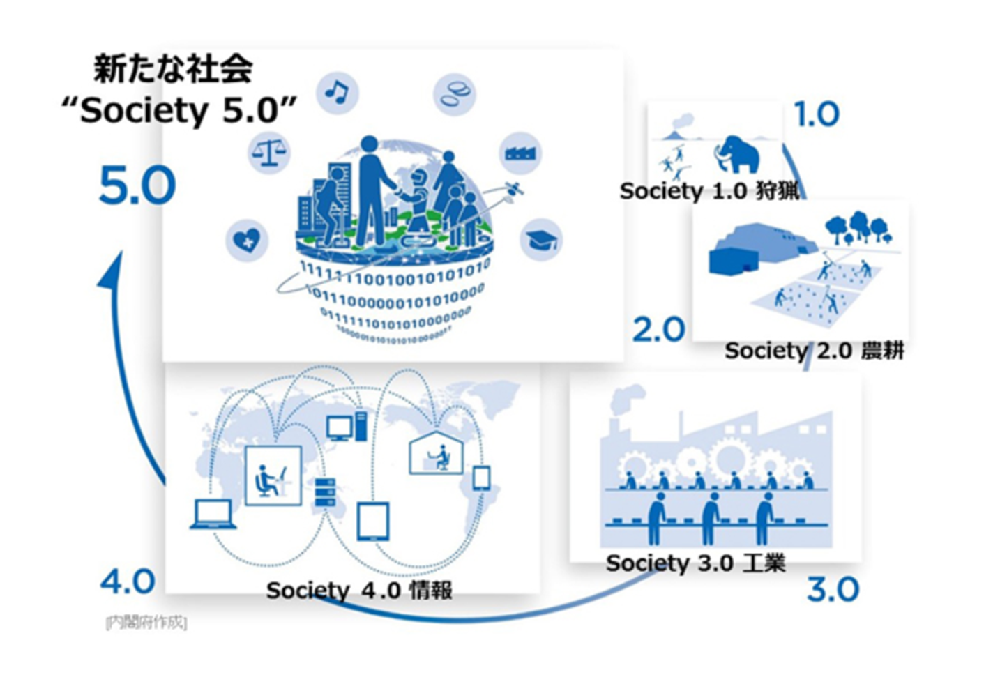 新たな社会
“Society 5.0”
5.0
1.0
Society 1.0 狩猟
2.0
Society 2.0 農耕
Society 3.0 工業
3.0
4.0
Society 4.0 情報
[内閣府作成]